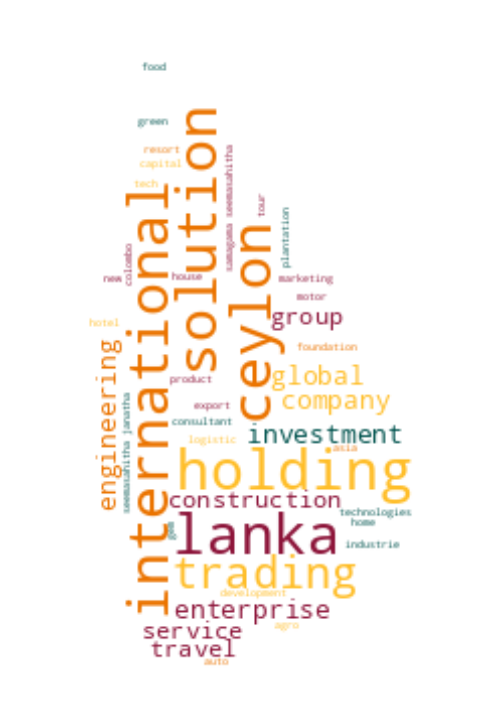 food
green
resort
capital
tech
international
solution
samagama seemasahitha
tour
ceylon
plantation
new
colombo
house
marketing
motor
group
hotel
engineering
foundation
global
product
company
export
seemasahitha janatha
consultant
investment
logistic
asia
holding
construction
technologies
home
gem
lanka
industrie
trading
development
enterprise
service
agro
travel
auto